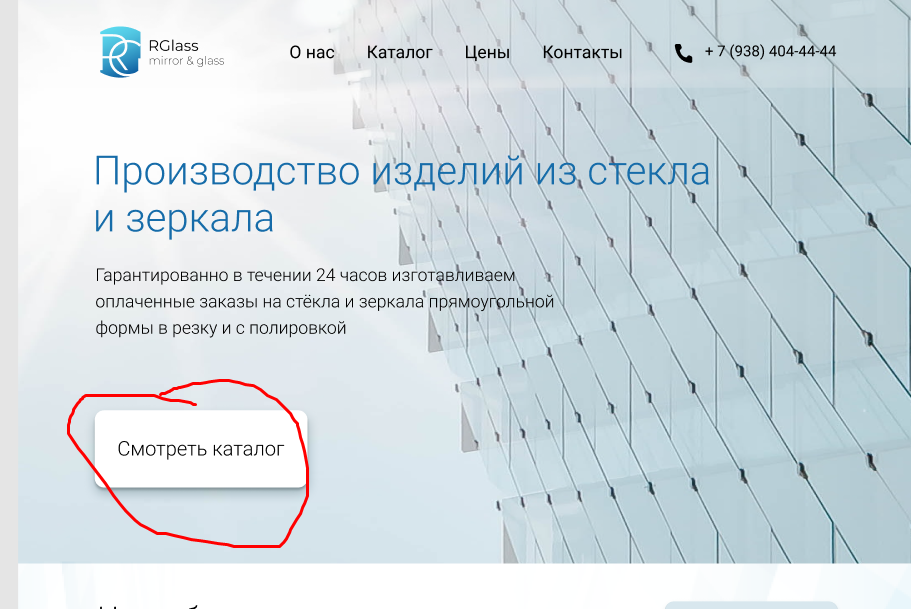 RGlass
mirror & glass
О нас Каталог Цены Контакты + 7 (938) 404-44-44
Производство изделий из стекла
и зеркала
Гарантированно в течении 24 часов изготавливаем
оплаченные заказы на стёкла и зеркала прямоугольной
формы в резку и с полировкой
Смотреть каталог